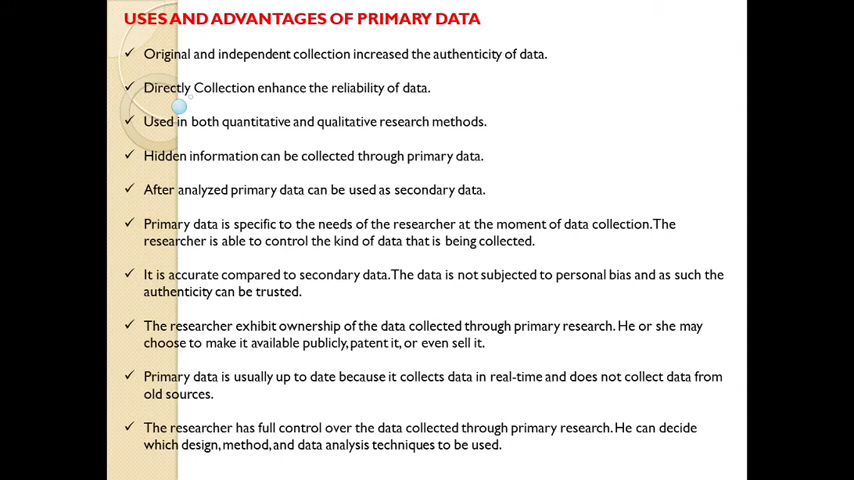 USES AND ADVANTAGES OF PRIMARY DATA
Original and independent collection increased the authenticity of data.
Directly Collection enhance the reliability of data.
Used in both quantitative and qualitative research methods.
Hidden information can be collected through primary data.
After analyzed primary data can be used as secondary data.
Primary data is specific to the needs of the researcher at the moment of data collection. The
researcher is able to control the kind of data that is being collected.
It is accurate compared to secondary data. The data is not subjected to personal bias and as such the
authenticity can be trusted.
The researcher exhibit ownership of the data collected through primary research. He or she may
choose to make it available publicly, patent it, or even sell it.
Primary data is usually up to date because it collects data in real-time and does not collect data from
old sources.
The researcher has full control over the data collected through primary research. He can decide
which design, method, and data analysis techniques to be used.